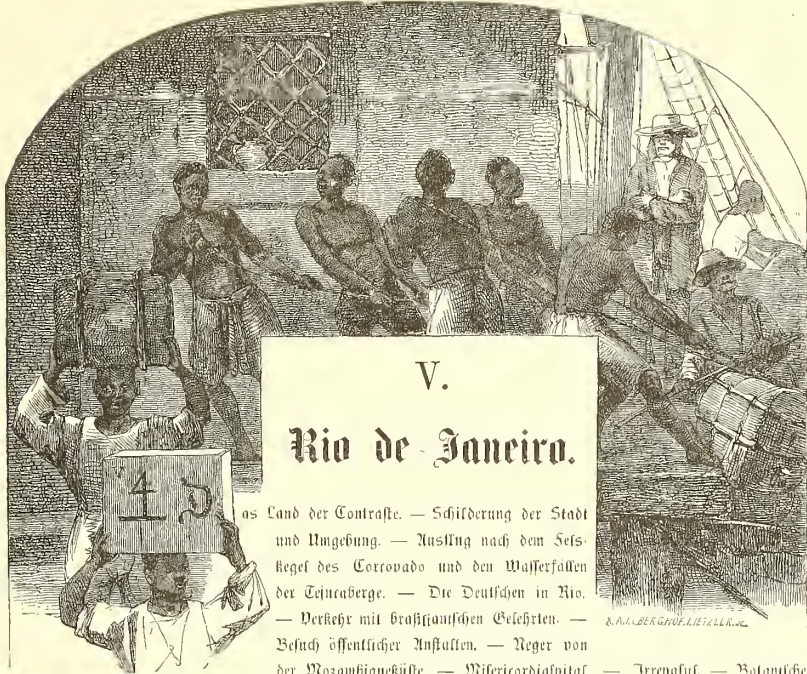 V.
Rio de Janeiro.
4 D
as Land der Contraste. — Schilderung der Stadt
und Umgebung. — Ausflug nach dem Fels-
kegel des Corcovado und den Wasserfällen
der Tejucaberge. — Die Deutschen in Rio.
— Verkehr mit brasilianischen Gelehrten. —
Besuch öffentlicher Anstalten. — Neger von
der Mozambiqueküste. — Misericordiaspital. — Irrenasyl. — Botanische